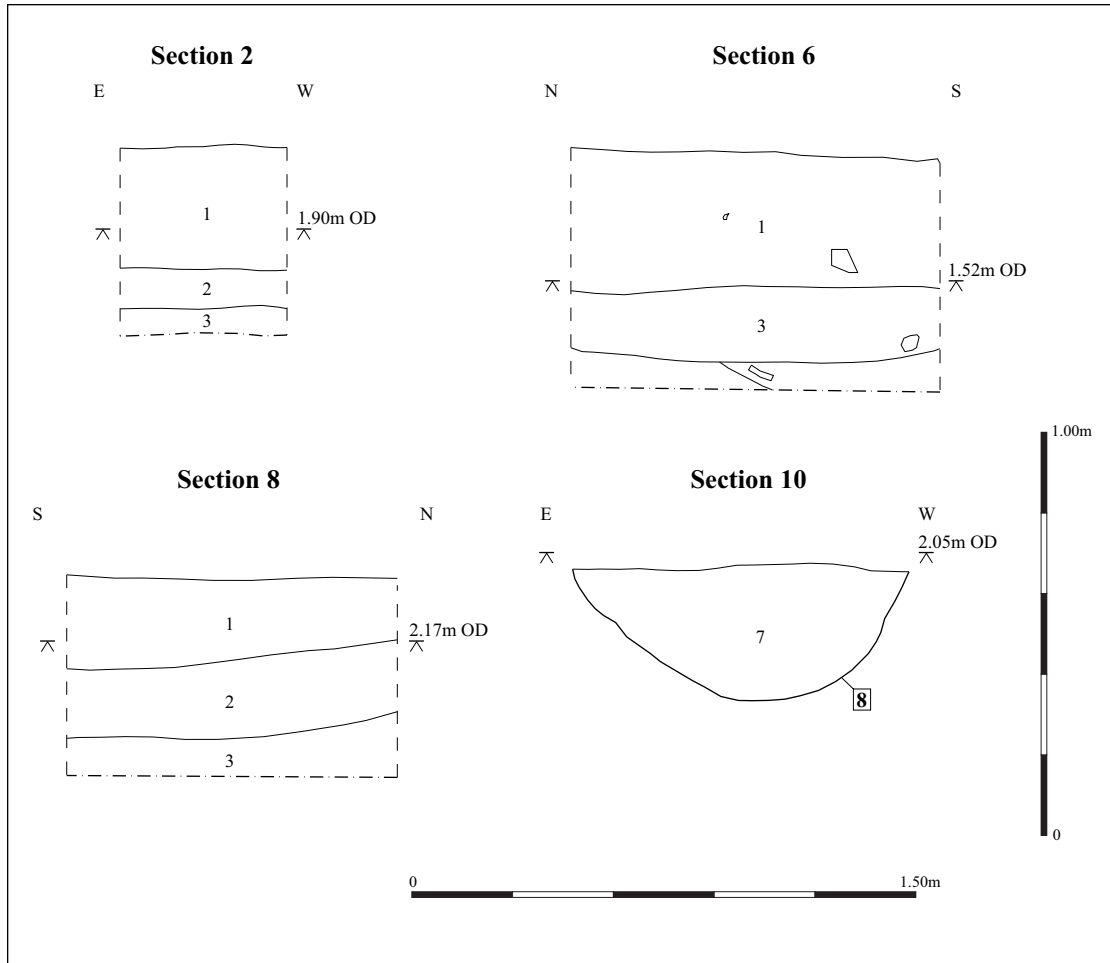 Section 2
E
W
1
1.90m OD
2
3
Section 6
N
S
1
1.52m OD
3
Section 8
S
N
1
2.17m OD
2
3
Section 10
E
W
2.05m OD
7
8
1.00m
0
0
1.50m